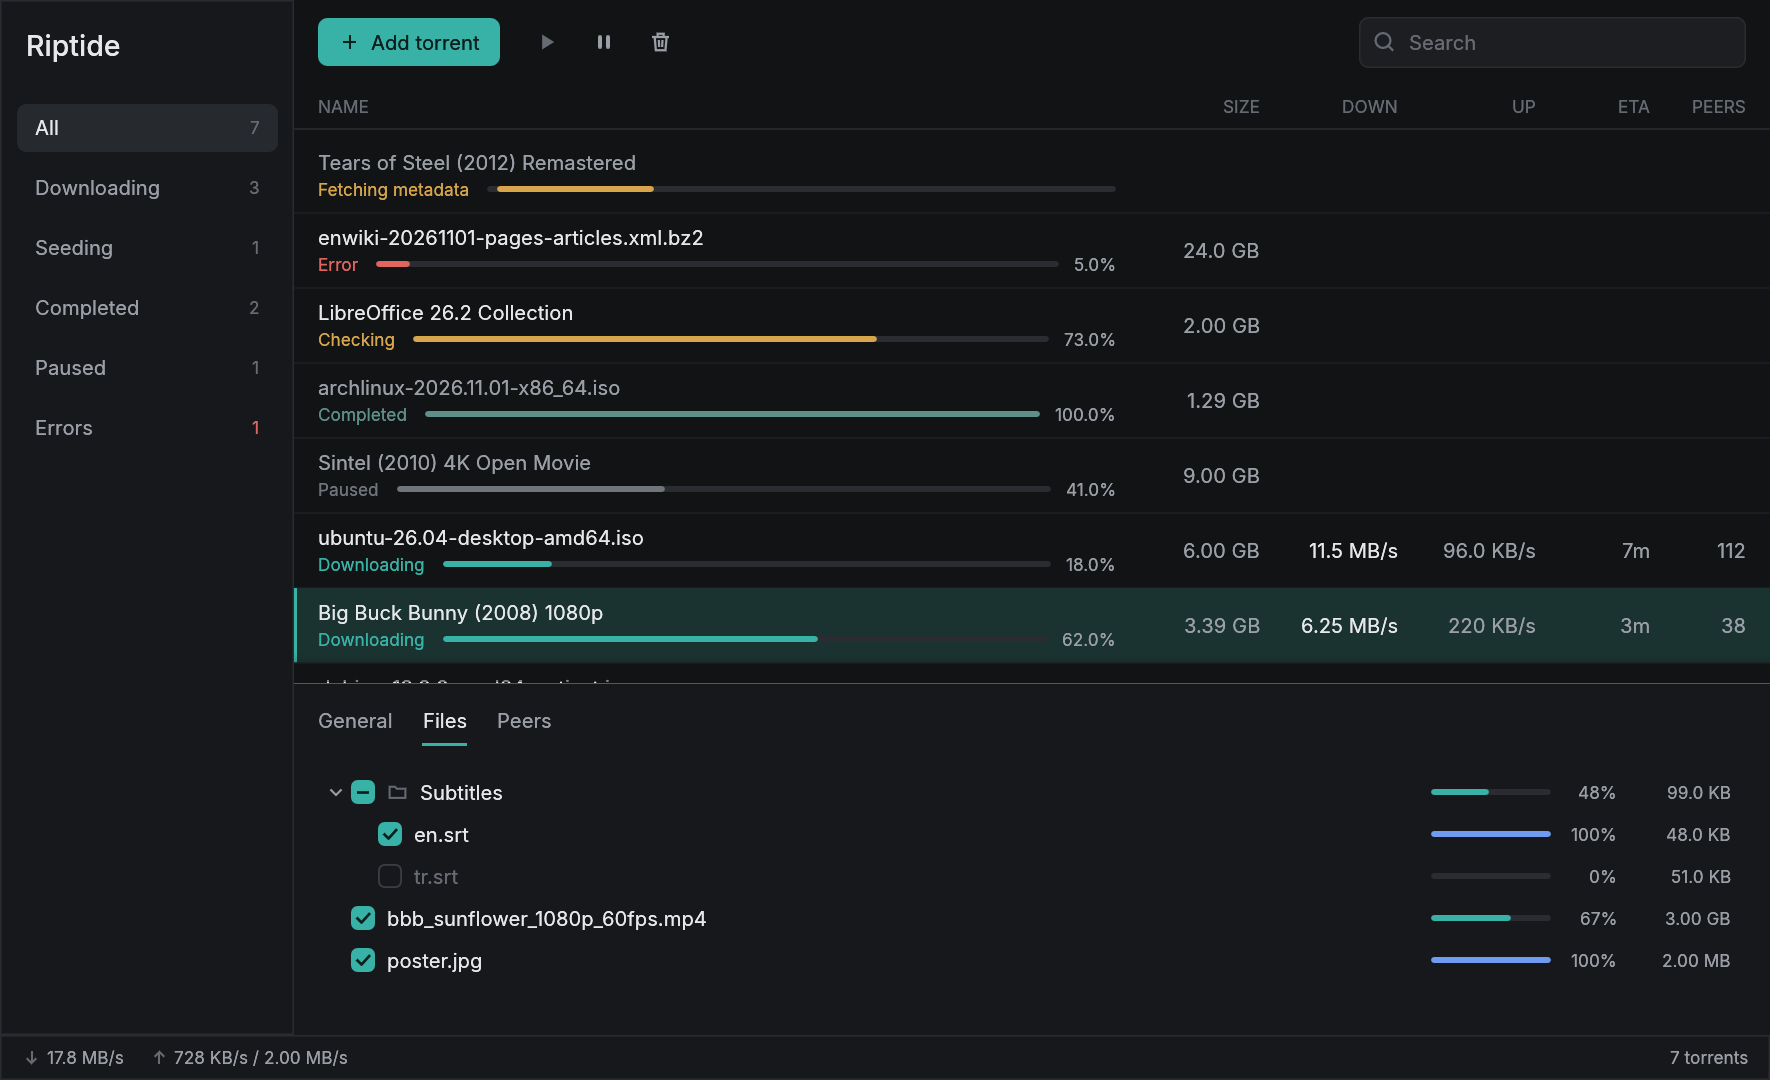 Riptide
All 7
Downloading 3
Seeding 1
Completed 2
Paused 1
Errors 1
+ Add torrent
Search
NAME SIZE DOWN UP ETA PEERS
Tears of Steel (2012) Remastered
Fetching metadata
enwiki-20261101-pages-articles.xml.bz2
Error 5.0% 24.0 GB
LibreOffice 26.2 Collection
Checking 73.0% 2.00 GB
archlinux-2026.11.01-x86_64.iso
Completed 100.0% 1.29 GB
Sintel (2010) 4K Open Movie
Paused 41.0% 9.00 GB
ubuntu-26.04-desktop-amd64.iso
Downloading 18.0% 6.00 GB 11.5 MB/s 96.0 KB/s 7m 112
Big Buck Bunny (2008) 1080p
Downloading 62.0% 3.39 GB 6.25 MB/s 220 KB/s 3m 38
General Files Peers
Subtitles 48% 99.0 KB
en.srt 100% 48.0 KB
tr.srt 0% 51.0 KB
bbb_sunflower_1080p_60fps.mp4 67% 3.00 GB
poster.jpg 100% 2.00 MB
↓ 17.8 MB/s ↑ 728 KB/s / 2.00 MB/s 7 torrents